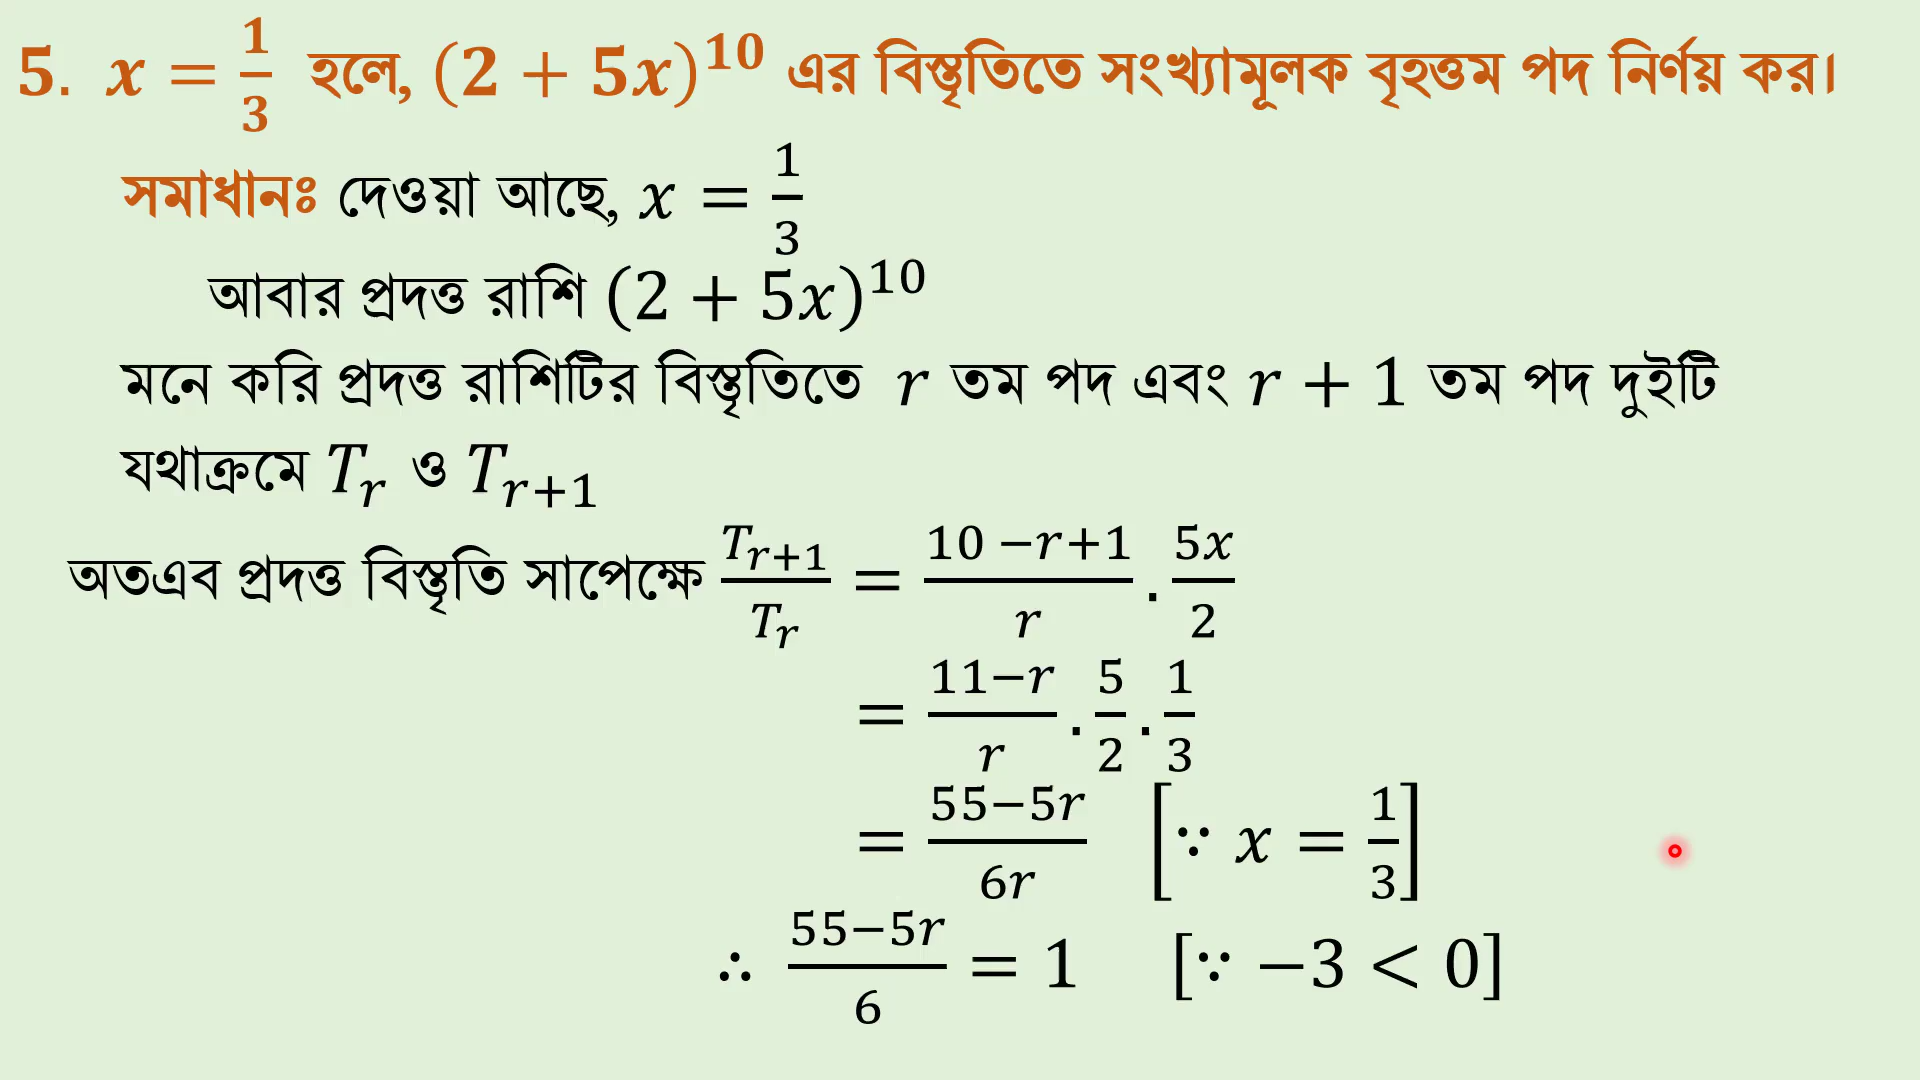 5. x = 1/3 হলে, (2 + 5x)^10 এর বিস্তৃতিতে সংখ্যামূলক বৃহত্তম পদ নির্ণয় কর।
সমাধানঃ দেওয়া আছে, x = 1/3
আবার প্রদত্ত রাশি (2 + 5x)^10
মনে করি প্রদত্ত রাশিটির বিস্তৃতিতে r তম পদ এবং r + 1 তম পদ দুইটি
যথাক্রমে T_r ও T_{r+1}
অতএব প্রদত্ত বিস্তৃতি সাপেক্ষে T_{r+1}/T_r = (10 −r+1)/r . 5x/2
= (11−r)/r . 5/2 . 1/3
= (55−5r)/6r [∵ x = 1/3]
∴ (55−5r)/6 = 1 [∵ −3 < 0]